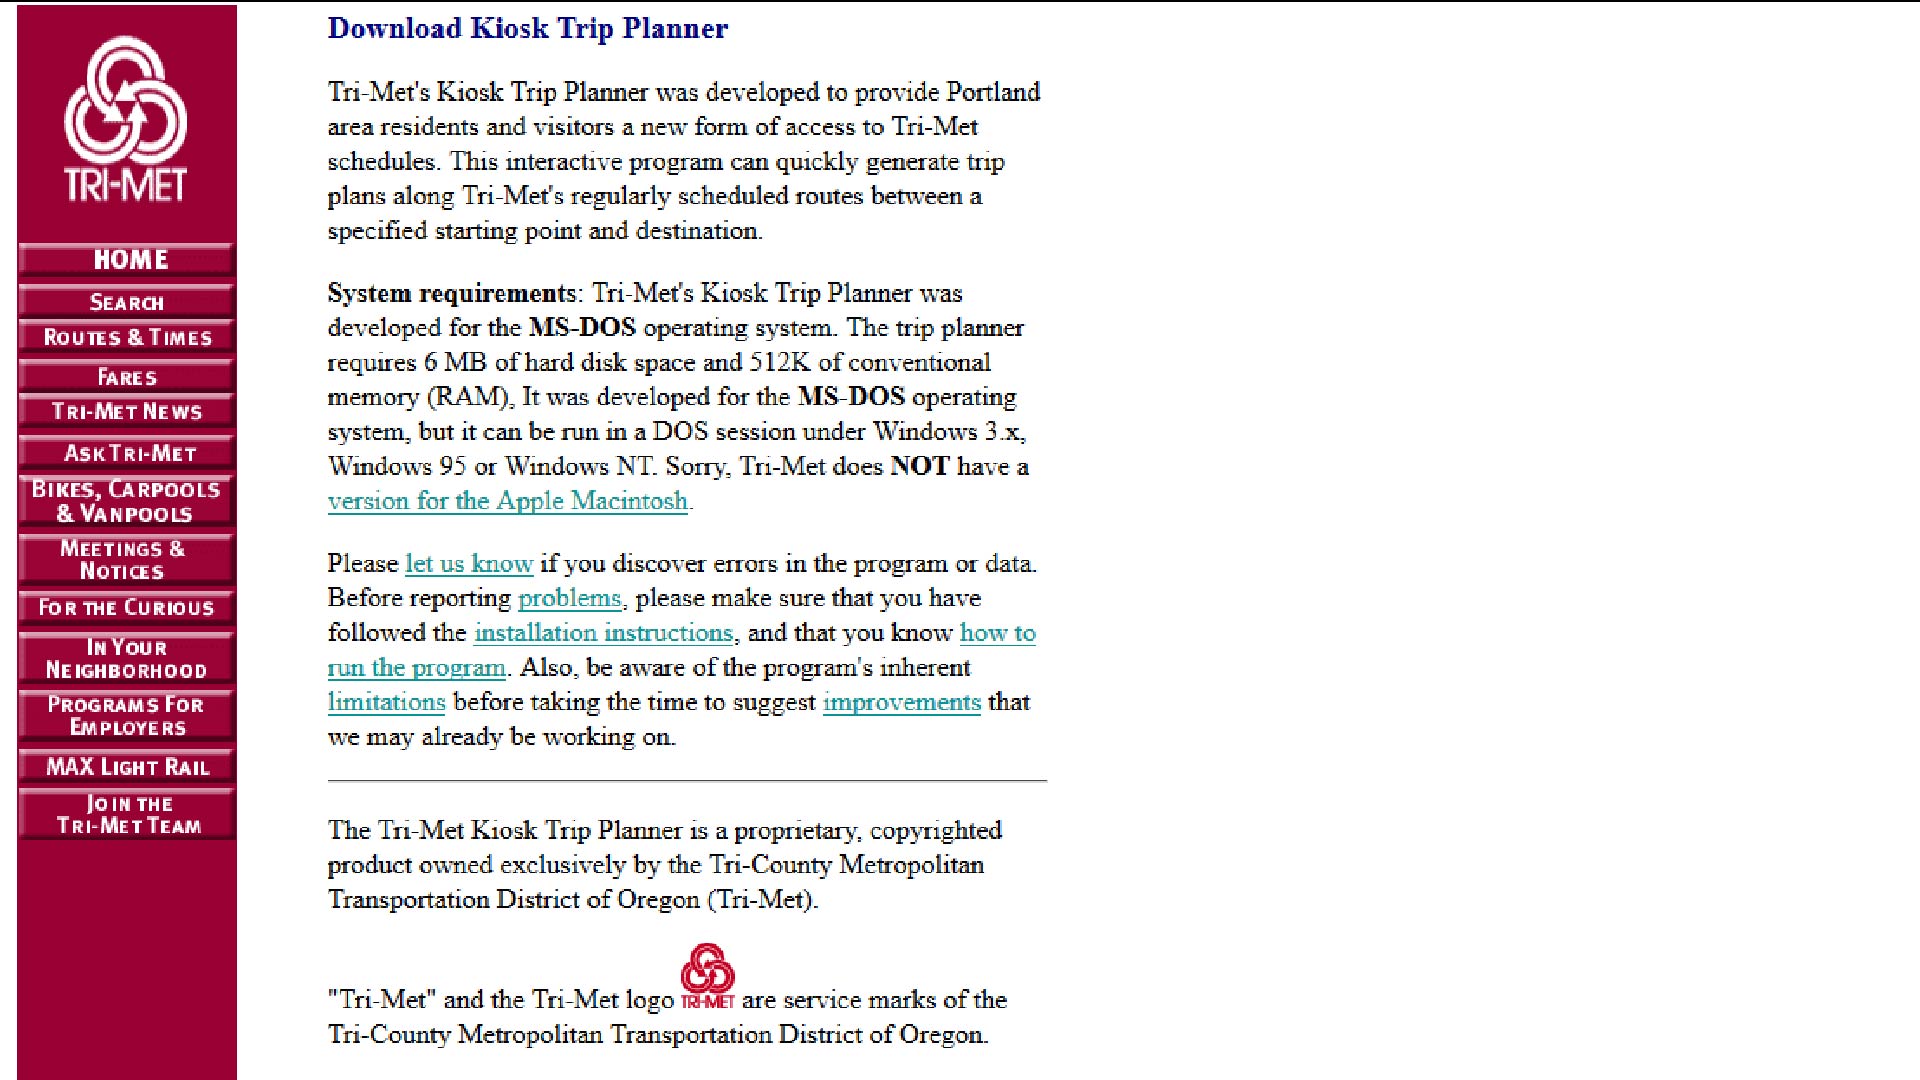 TRI-MET
HOME
SEARCH
ROUTES & TIMES
FARES
TRI-MET NEWS
ASK TRI-MET
BIKES, CARPOOLS
& VANPOOLS
MEETINGS &
NOTICES
FOR THE CURIOUS
IN YOUR
NEIGHBORHOOD
PROGRAMS FOR
EMPLOYERS
MAX LIGHT RAIL
JOIN THE
TRI-MET TEAM
Download Kiosk Trip Planner
Tri-Met's Kiosk Trip Planner was developed to provide Portland
area residents and visitors a new form of access to Tri-Met
schedules. This interactive program can quickly generate trip
plans along Tri-Met's regularly scheduled routes between a
specified starting point and destination.
System requirements: Tri-Met's Kiosk Trip Planner was
developed for the MS-DOS operating system. The trip planner
requires 6 MB of hard disk space and 512K of conventional
memory (RAM), It was developed for the MS-DOS operating
system, but it can be run in a DOS session under Windows 3.x,
Windows 95 or Windows NT. Sorry, Tri-Met does NOT have a
version for the Apple Macintosh.
Please let us know if you discover errors in the program or data.
Before reporting problems, please make sure that you have
followed the installation instructions, and that you know how to
run the program. Also, be aware of the program's inherent
limitations before taking the time to suggest improvements that
we may already be working on.
The Tri-Met Kiosk Trip Planner is a proprietary, copyrighted
product owned exclusively by the Tri-County Metropolitan
Transportation District of Oregon (Tri-Met).
"Tri-Met" and the Tri-Met logo TRI-MET are service marks of the
Tri-County Metropolitan Transportation District of Oregon.